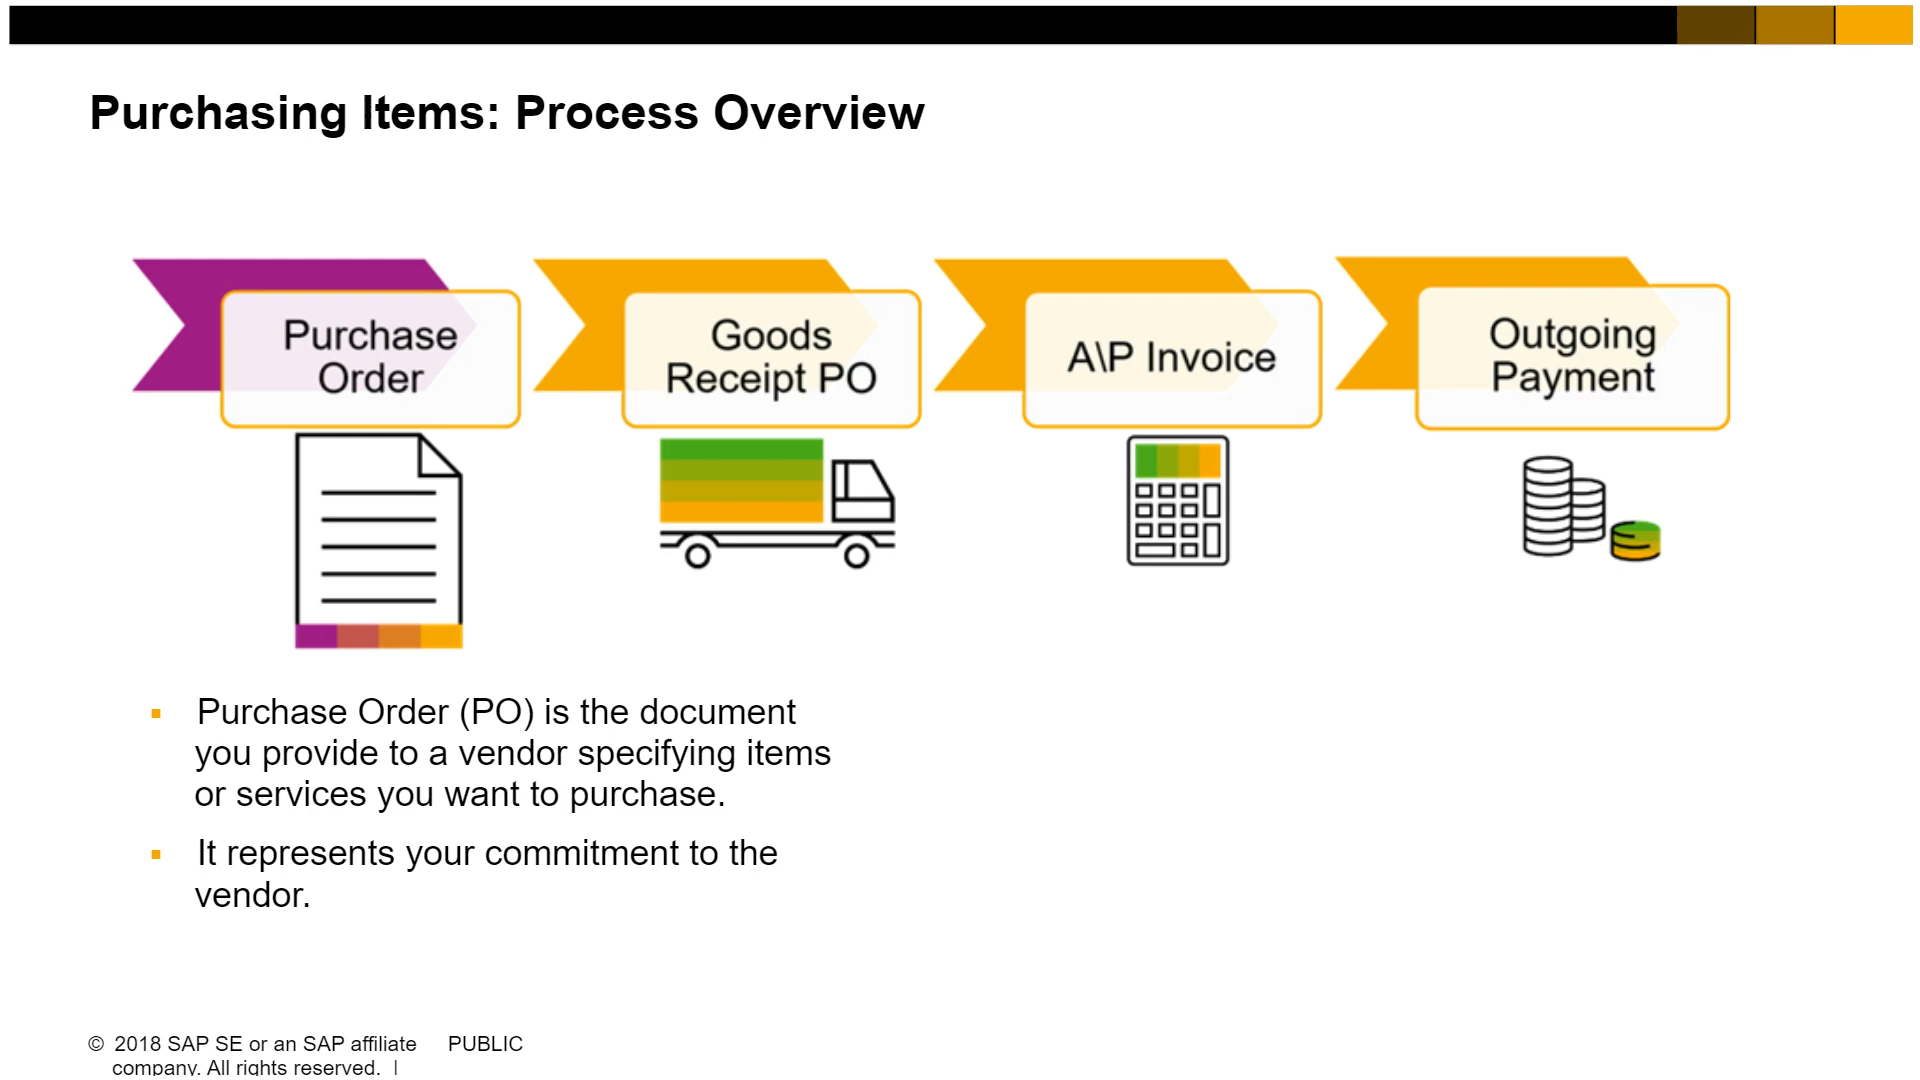 Purchasing Items: Process Overview
Purchase
Order
Goods
Receipt PO
A\P Invoice
Outgoing
Payment
▪ Purchase Order (PO) is the document
you provide to a vendor specifying items
or services you want to purchase.
▪ It represents your commitment to the
vendor.
© 2018 SAP SE or an SAP affiliate PUBLIC
company. All rights reserved. |